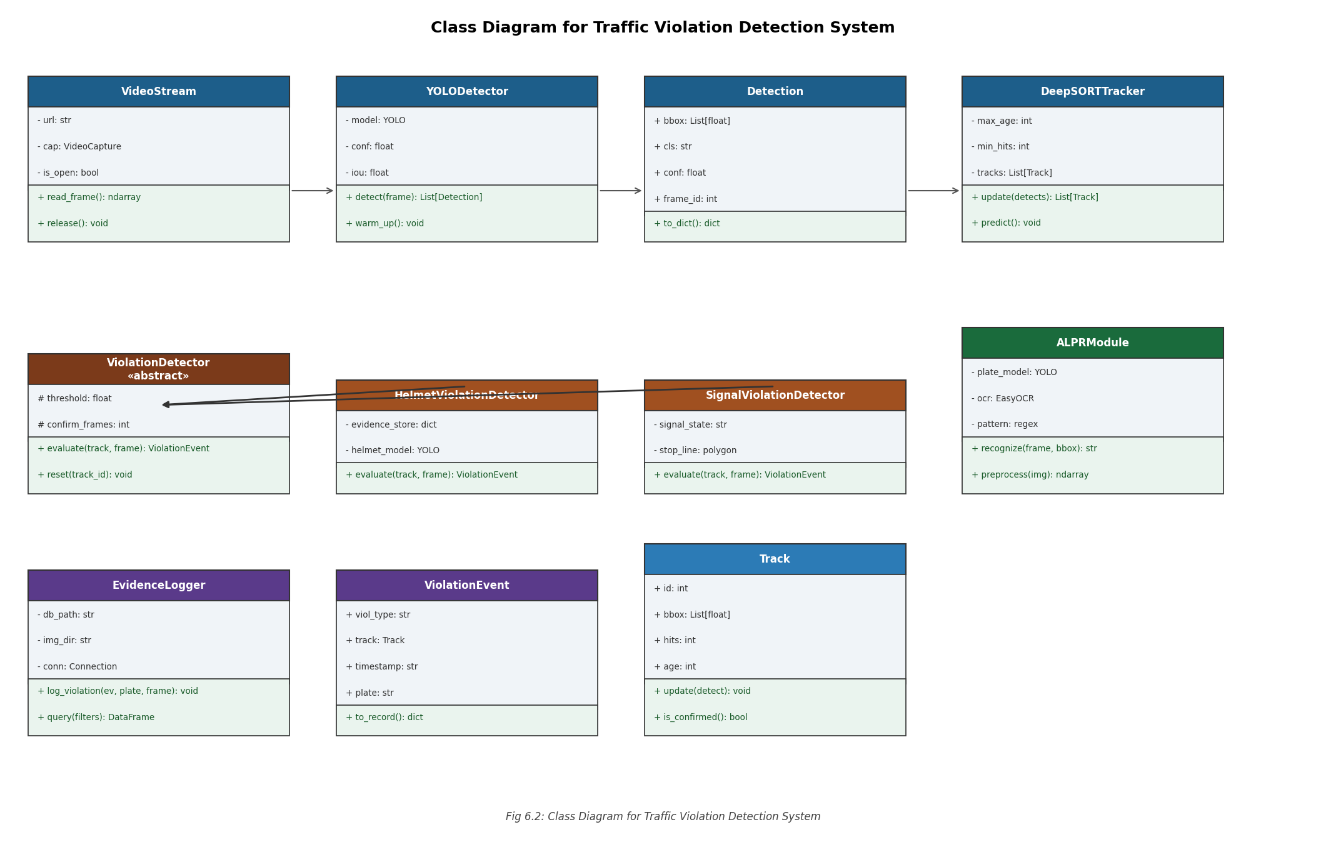 Class Diagram for Traffic Violation Detection System
VideoStream
- url: str
- cap: VideoCapture
- is_open: bool
+ read_frame(): ndarray
+ release(): void
YOLODetector
- model: YOLO
- conf: float
- iou: float
+ detect(frame): List[Detection]
+ warm_up(): void
Detection
+ bbox: List[float]
+ cls: str
+ conf: float
+ frame_id: int
+ to_dict(): dict
DeepSORTTracker
- max_age: int
- min_hits: int
- tracks: List[Track]
+ update(detects): List[Track]
+ predict(): void
ViolationDetector
«abstract»
# threshold: float
# confirm_frames: int
+ evaluate(track, frame): ViolationEvent
+ reset(track_id): void
HelmetViolationDetector
- evidence_store: dict
- helmet_model: YOLO
+ evaluate(track, frame): ViolationEvent
SignalViolationDetector
- signal_state: str
- stop_line: polygon
+ evaluate(track, frame): ViolationEvent
ALPRModule
- plate_model: YOLO
- ocr: EasyOCR
- pattern: regex
+ recognize(frame, bbox): str
+ preprocess(img): ndarray
EvidenceLogger
- db_path: str
- img_dir: str
- conn: Connection
+ log_violation(ev, plate, frame): void
+ query(filters): DataFrame
ViolationEvent
+ viol_type: str
+ track: Track
+ timestamp: str
+ plate: str
+ to_record(): dict
Track
+ id: int
+ bbox: List[float]
+ hits: int
+ age: int
+ update(detect): void
+ is_confirmed(): bool
Fig 6.2: Class Diagram for Traffic Violation Detection System